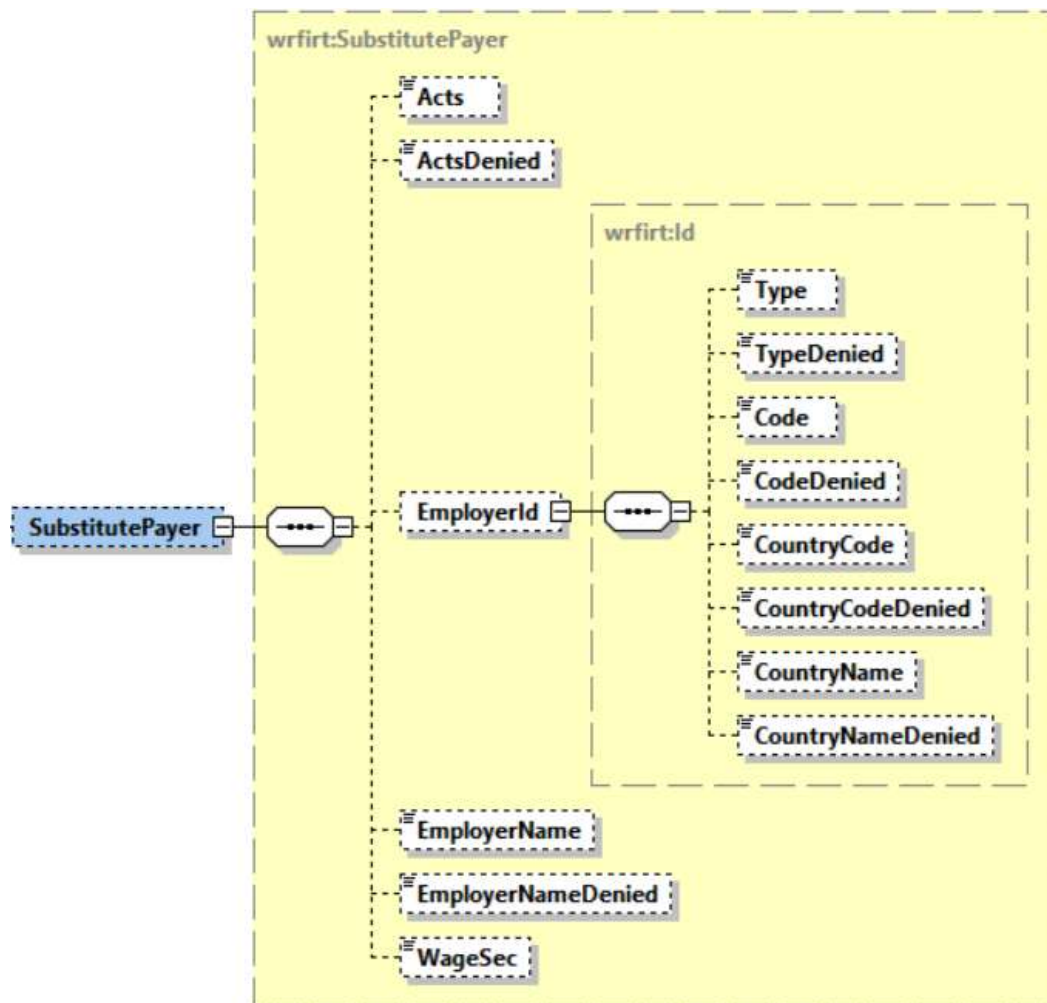 wrfirt:SubstitutePayer
Acts
ActsDenied
wrfirt:Id
Type
TypeDenied
Code
CodeDenied
SubstitutePayer
EmployerId
CountryCode
CountryCodeDenied
CountryName
CountryNameDenied
EmployerName
EmployerNameDenied
WageSec